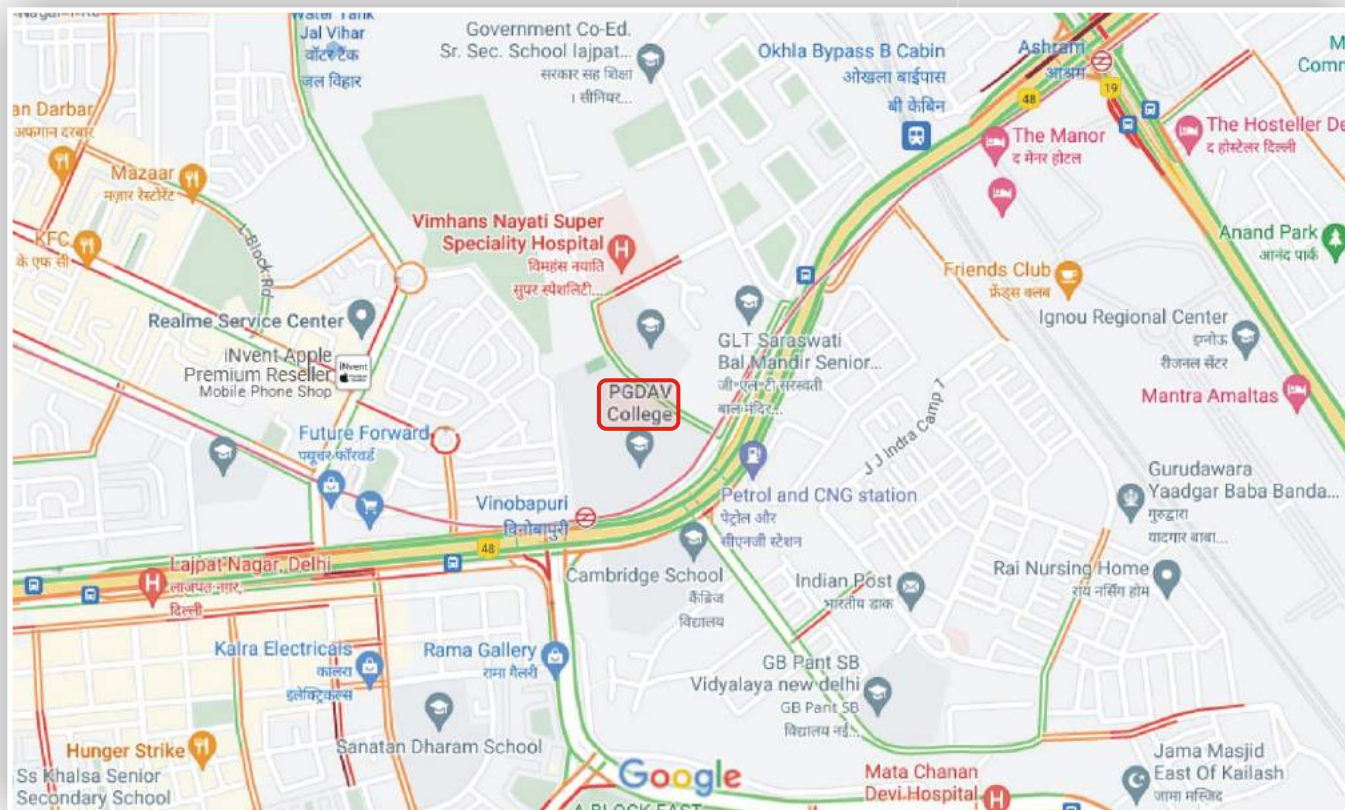 Jal Vihar
वॉटर टैंक
जल विहार
Government Co-Ed.
Sr. Sec. School lajpat...
सरकार सह शिक्षा
। सीनियर...
Okhla Bypass B Cabin
ओखला बाईपास
बी केबिन
Ashram
आश्रम
48
19
The Manor
द मेनर होटल
The Hosteller De
द होस्टेलर दिल्ली
an Darbar
अफगान दरबार
Mazaar
मज़ार रेस्टोरेंट
KFC
के एफ सी
L Block Rd
Vimhans Nayati Super
Speciality Hospital
विमहंस नयाति
सुपर स्पेशलिटी...
Anand Park
आनंद पार्क
Friends Club
फ्रेंड्स क्लब
Ignou Regional Center
इग्नोऊ
रीजनल सेंटर
Realme Service Center
iNvent Apple
Premium Reseller
Mobile Phone Shop
iNvent
GLT Saraswati
Bal Mandir Senior...
जी॰एल॰टी सरस्वती
बाल मंदिर...
PGDAV
College
Mantra Amaltas
J J Indra Camp 7
Future Forward
फ्यूचर फॉरवर्ड
Gurudawara
Yaadgar Baba Banda...
गुरुद्वारा
यादगार बाबा...
Vinobapuri
विनोबापुरी
Petrol and CNG station
पेट्रोल और
सीएनजी स्टेशन
48
Lajpat Nagar, Delhi
लाजपत नगर,
दिल्ली
Cambridge School
कैंब्रिज
विद्यालय
Indian Post
भारतीय डाक
Rai Nursing Home
राय नर्सिंग होम
Kalra Electricals
कालरा
इलेक्ट्रिकल्स
Rama Gallery
रामा गैलरी
GB Pant SB
Vidyalaya new delhi
GB Pant SB
विद्यालय नई...
Sanatan Dharam School
Hunger Strike
Ss Khalsa Senior
Secondary School
Google
Mata Chanan
Devi Hospital
Jama Masjid
East Of Kailash
जामा मस्जिद
A BLOCK EAST